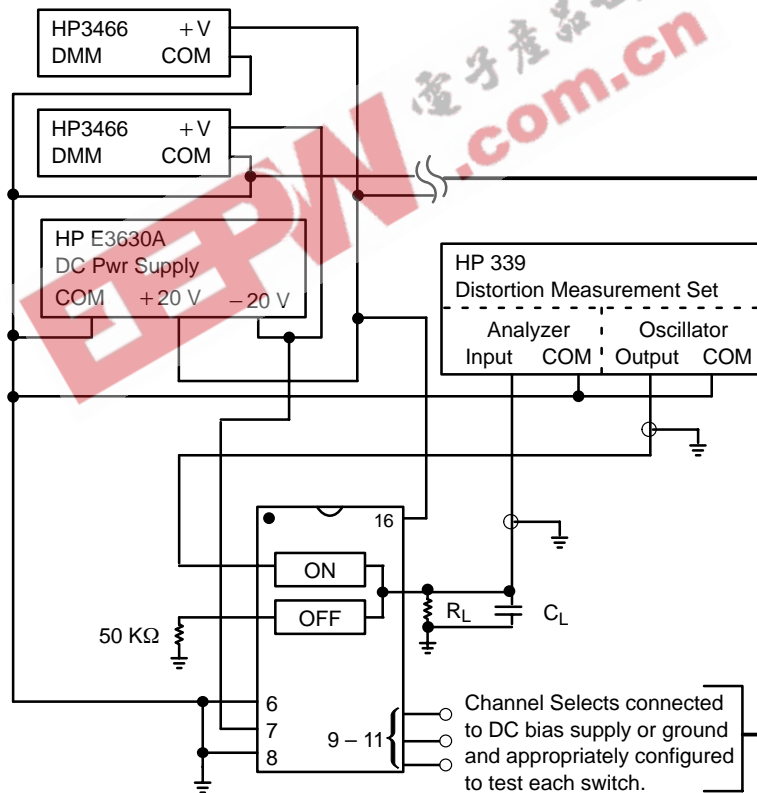 HP3466 +V
DMM COM
HP3466 +V
DMM COM
HP E3630A
DC Pwr Supply
COM +20 V −20 V
HP 339
Distortion Measurement Set
Analyzer Oscillator
Input COM Output COM
16
ON
OFF
50 KΩ
RL
CL
6
7
8
9 – 11
Channel Selects connected
to DC bias supply or ground
and appropriately configured
to test each switch.
EEPW
.com.cn
電子產品